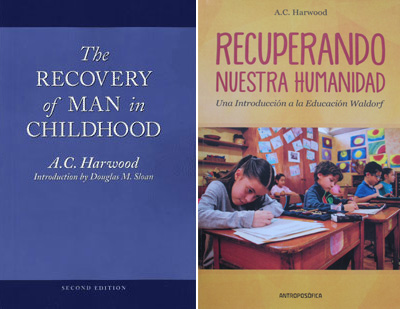 The
RECOVERY
of MAN in
CHILDHOOD
A.C. Harwood
Introduction by Douglas M. Sloan
SECOND EDITION
A.C. Harwood
RECUPERANDO
NUESTRA HUMANIDAD
Una Introducción a la Educación Waldorf
ANTROPOSÓFICA